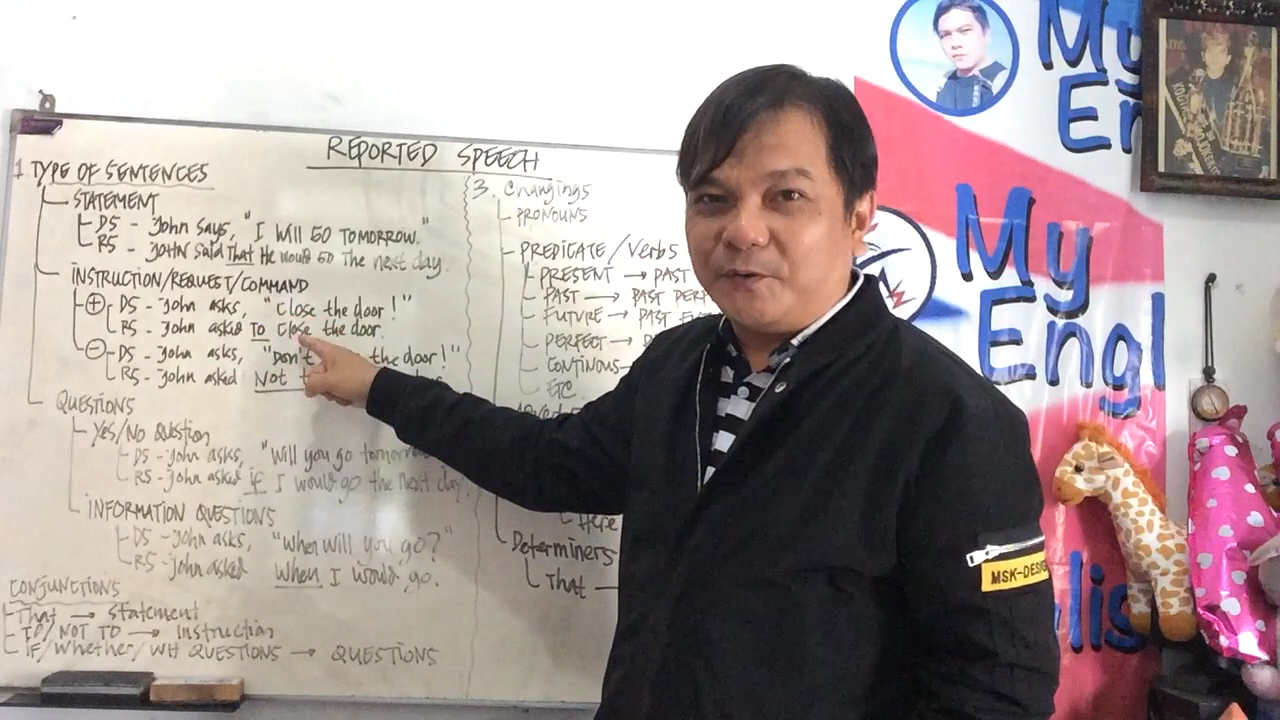 REPORTED SPEECH
1 TYPE OF SENTENCES
STATEMENT
DS - John says, "I Will GO TOMORROW."
RS - JOHN said That He would GO The next day.
INSTRUCTION/REQUEST/COMMAND
+ DS - John asks, "Close the door!"
RS - John asked TO Close the door.
- DS - John asks, "Don't the door!"
RS - John asked Not
QUESTIONS
Yes/No Question
DS - John asks, "Will you go
RS - John asked if I would go the next day.
INFORMATION QUESTIONS
DS - John asks, "When will you go?"
RS - John asked When I would go.
CONJUNCTIONS
That → Statement
TO/NOT TO → Instruction
IF/Whether/WH QUESTIONS → QUESTIONS
3. Changings
PRONOUNS
PREDICATE/Verbs
PRESENT → PAST
PAST → PAST
FUTURE → PAST
PERFECT →
CONTINOUS
ETC
Here
Determiners
That
My
My
Engl
MSK-DESIGN